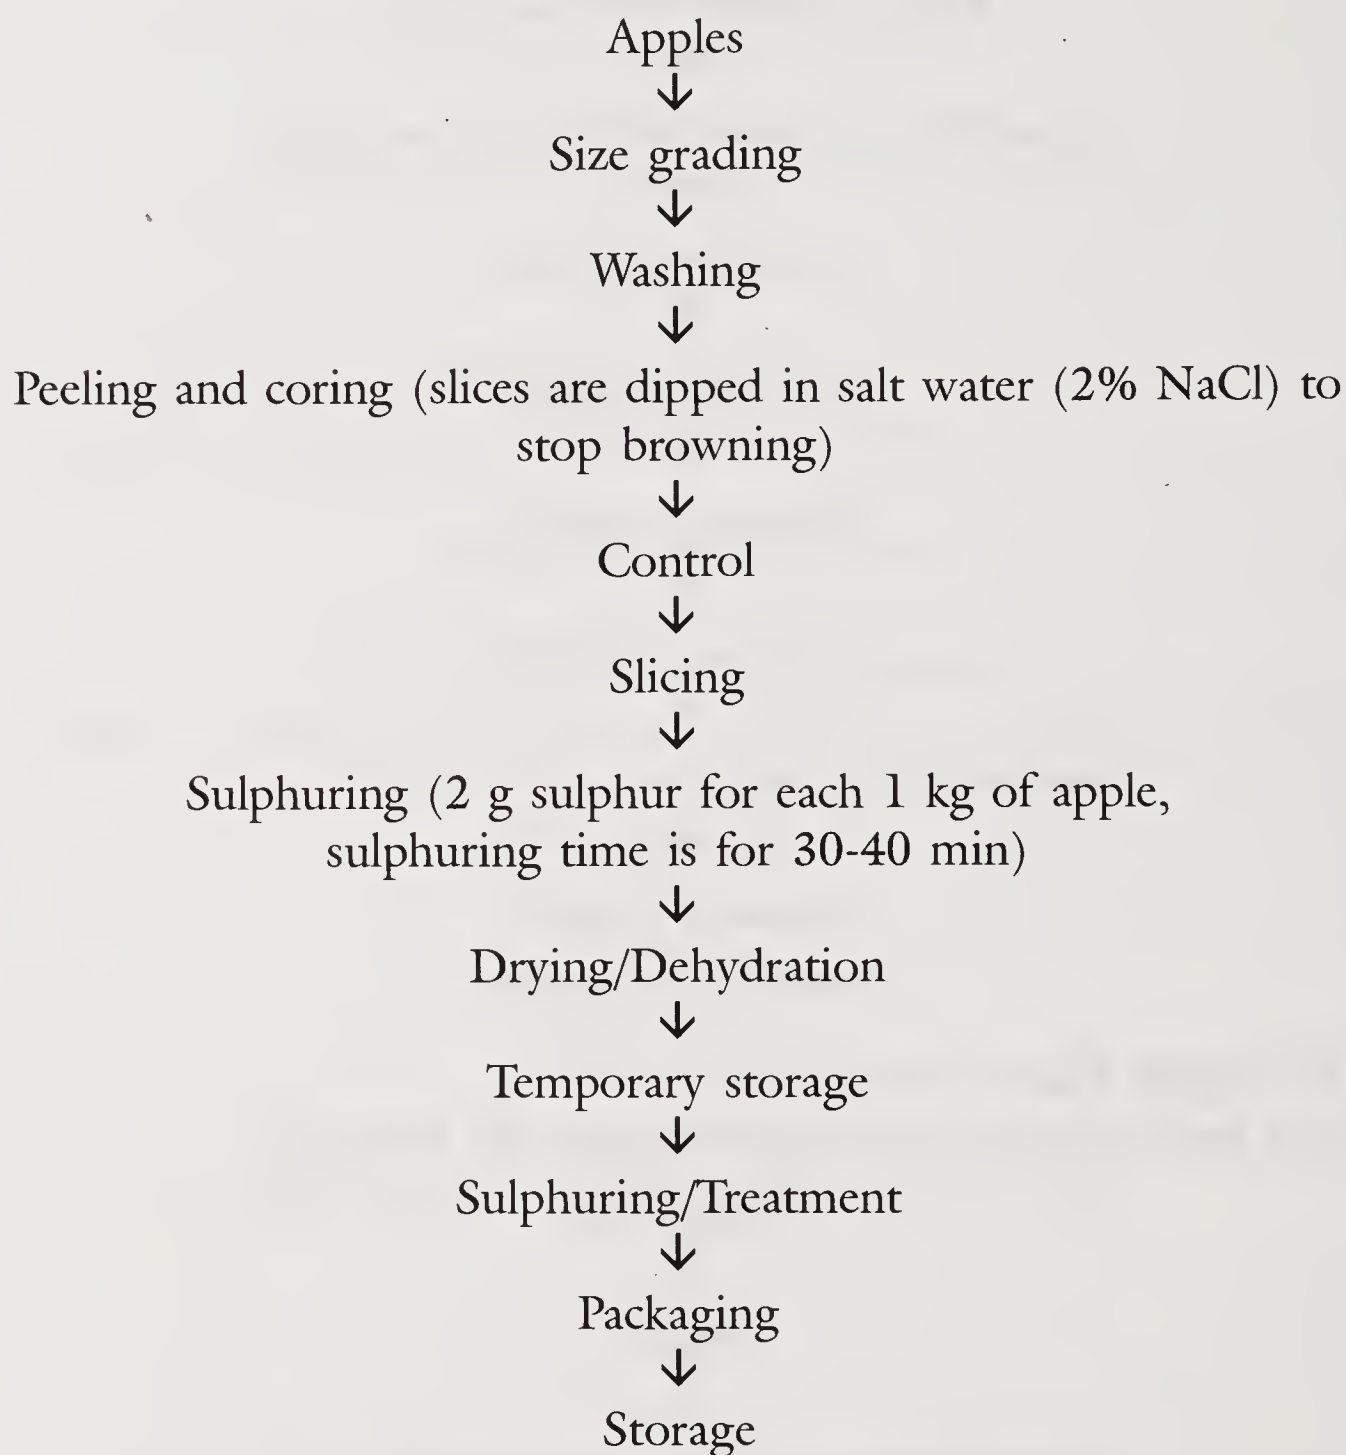 Apples
↓
Size grading
↓
Washing
↓
Peeling and coring (slices are dipped in salt water (2% NaCl) to
stop browning)
↓
Control
↓
Slicing
↓
Sulphuring (2 g sulphur for each 1 kg of apple,
sulphuring time is for 30-40 min)
↓
Drying/Dehydration
↓
Temporary storage
↓
Sulphuring/Treatment
↓
Packaging
↓
Storage